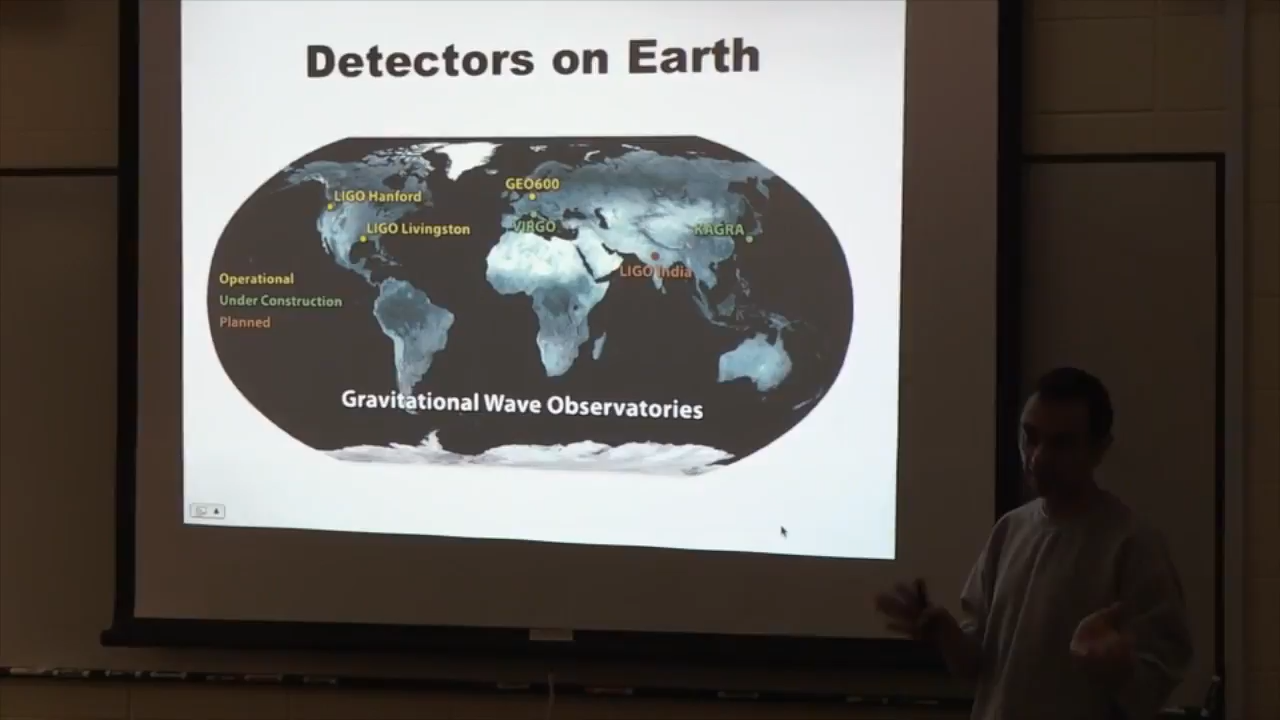 Detectors on Earth
GEO600
LIGO Hanford
LIGO Livingston
VIRGO
KAGRA
LIGO India
Operational
Under Construction
Planned
Gravitational Wave Observatories